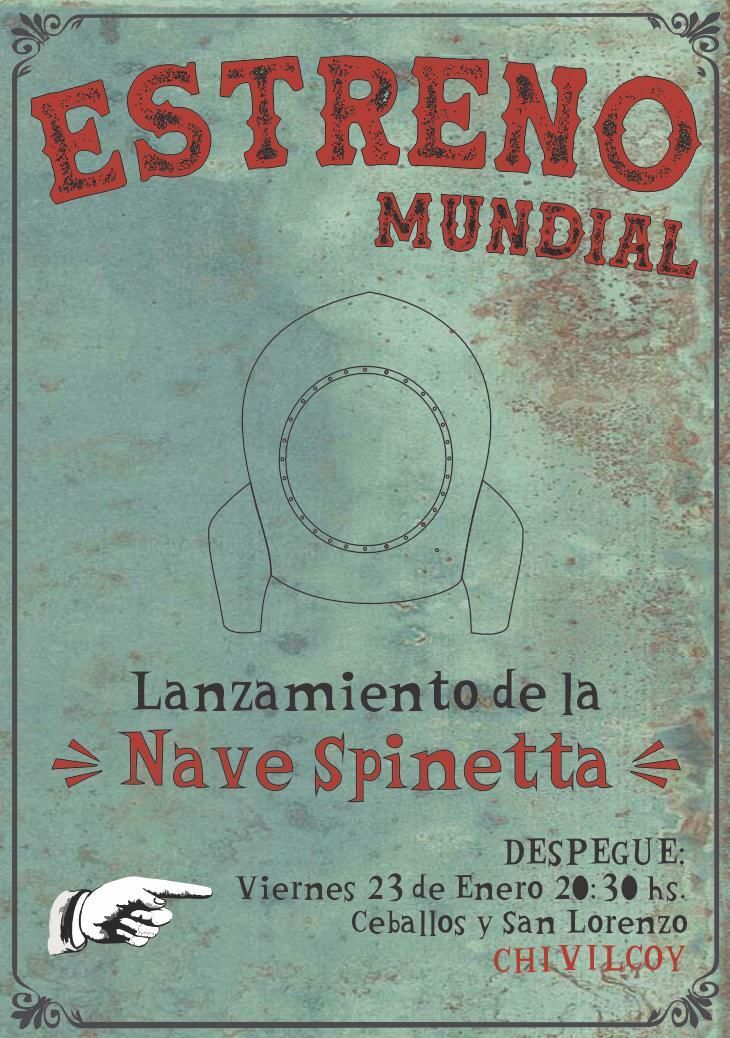 ESTRENO
MUNDIAL
Lanzamiento de la
Nave Spinetta
DESPEGUE:
Viernes 23 de Enero 20:30 hs.
Ceballos y San Lorenzo
CHIVILCOY